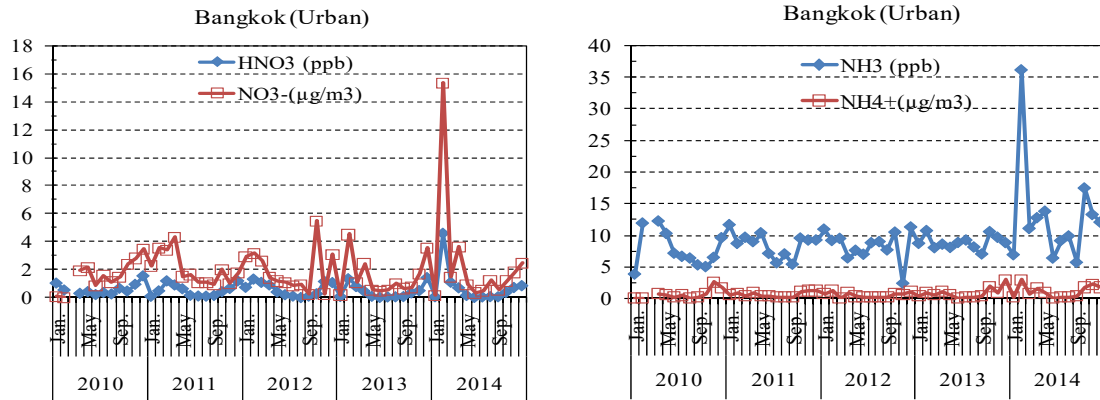 Bangkok (Urban)
18
16
14
12
10
8
6
4
2
0
HNO3 (ppb)
NO3-(µg/m3)
Jan. May Sep. Jan. May Sep. Jan. May Sep. Jan. May Sep. Jan. May Sep.
2010 2011 2012 2013 2014
Bangkok (Urban)
40
35
30
25
20
15
10
5
0
NH3 (ppb)
NH4+(µg/m3)
Jan. May Sep. Jan. May Sep. Jan. May Sep. Jan. May Sep. Jan. May Sep.
2010 2011 2012 2013 2014